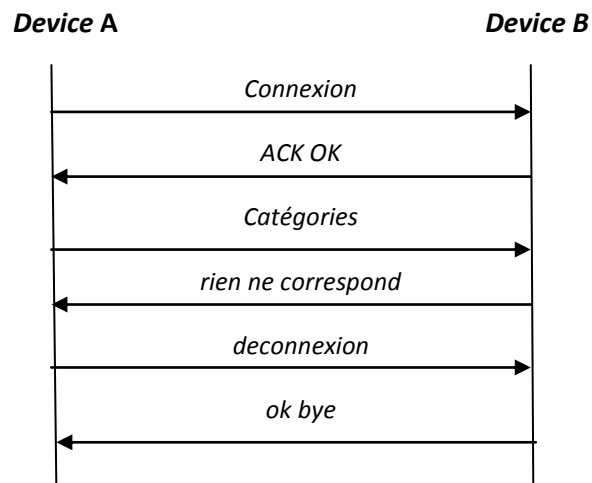 Device A
Device B
Connexion
ACK OK
Catégories
rien ne correspond
deconnexion
ok bye